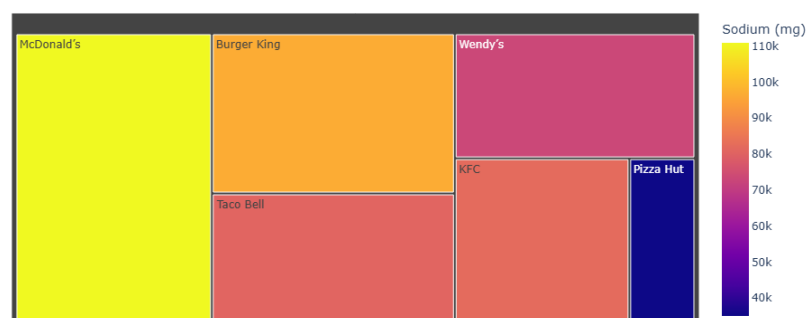 McDonald’s
Burger King
Wendy’s
Taco Bell
KFC
Pizza Hut
Sodium (mg)
110k
100k
90k
80k
70k
60k
50k
40k